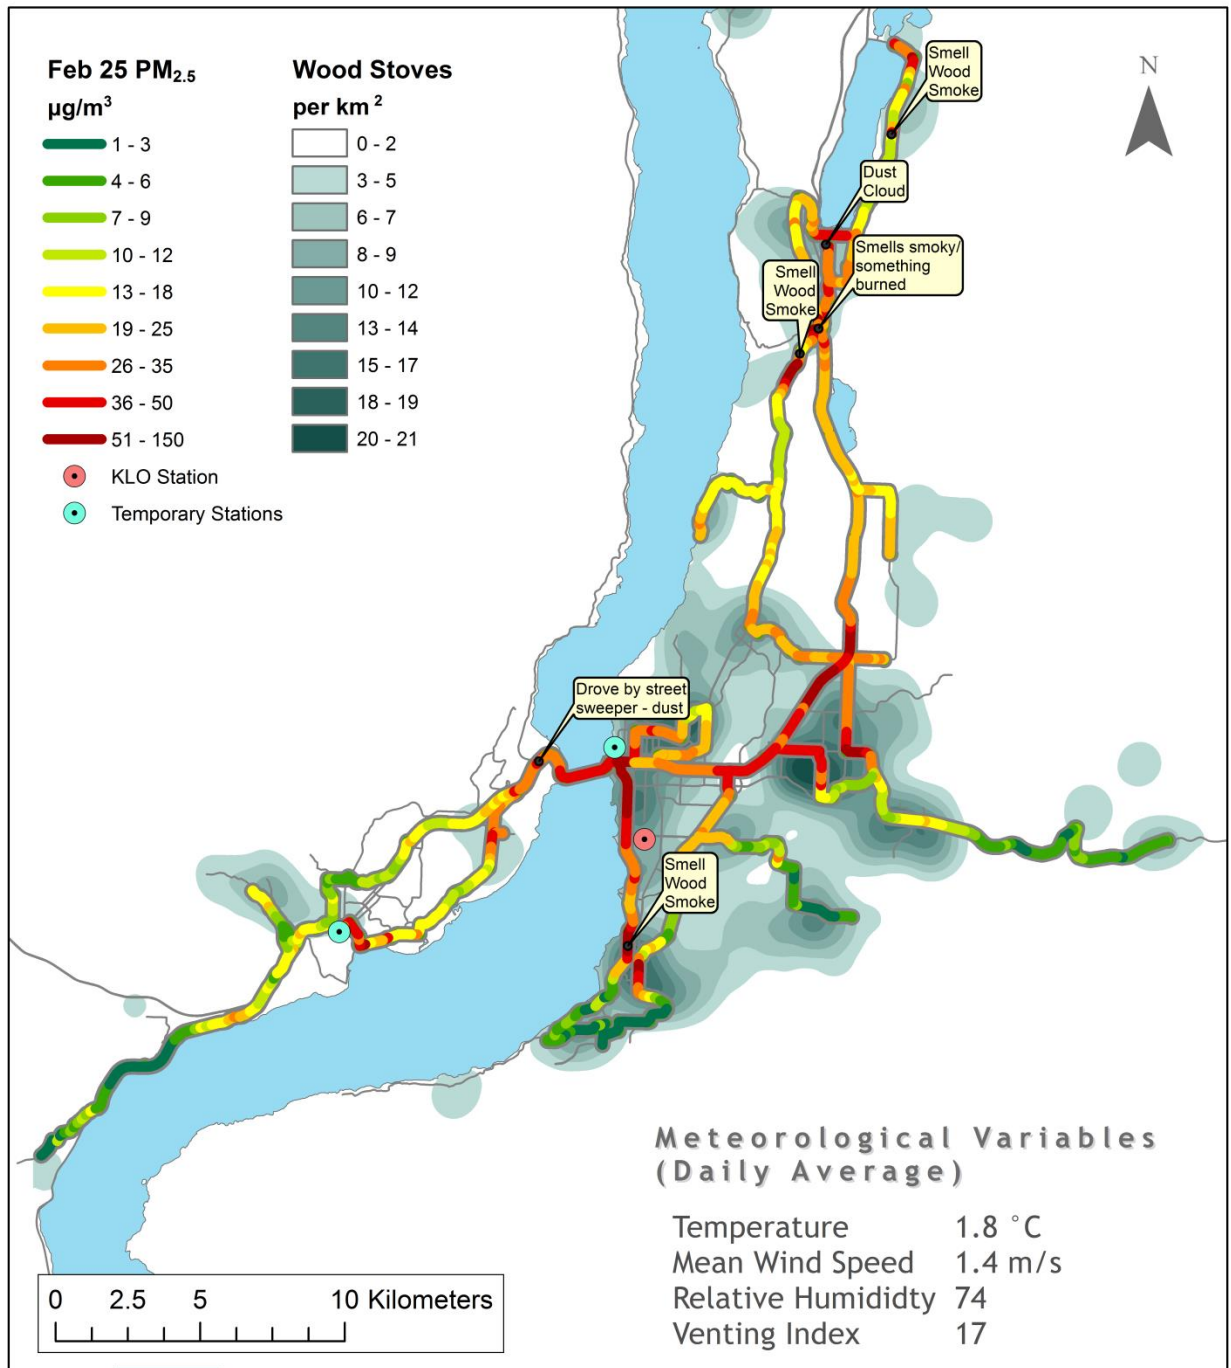 Feb 25 PM2.5
µg/m3
1 - 3
4 - 6
7 - 9
10 - 12
13 - 18
19 - 25
26 - 35
36 - 50
51 - 150
KLO Station
Temporary Stations
Wood Stoves
per km 2
0 - 2
3 - 5
6 - 7
8 - 9
10 - 12
13 - 14
15 - 17
18 - 19
20 - 21
Smell
Wood
Smoke
N
Dust
Cloud
Smells smoky/
something
burned
Smell
Wood
Smoke
Drove by street
sweeper - dust
Smell
Wood
Smoke
Meteorological Variables
(Daily Average)
Temperature 1.8 °C
Mean Wind Speed 1.4 m/s
Relative Humididty 74
Venting Index 17
0 2.5 5 10 Kilometers